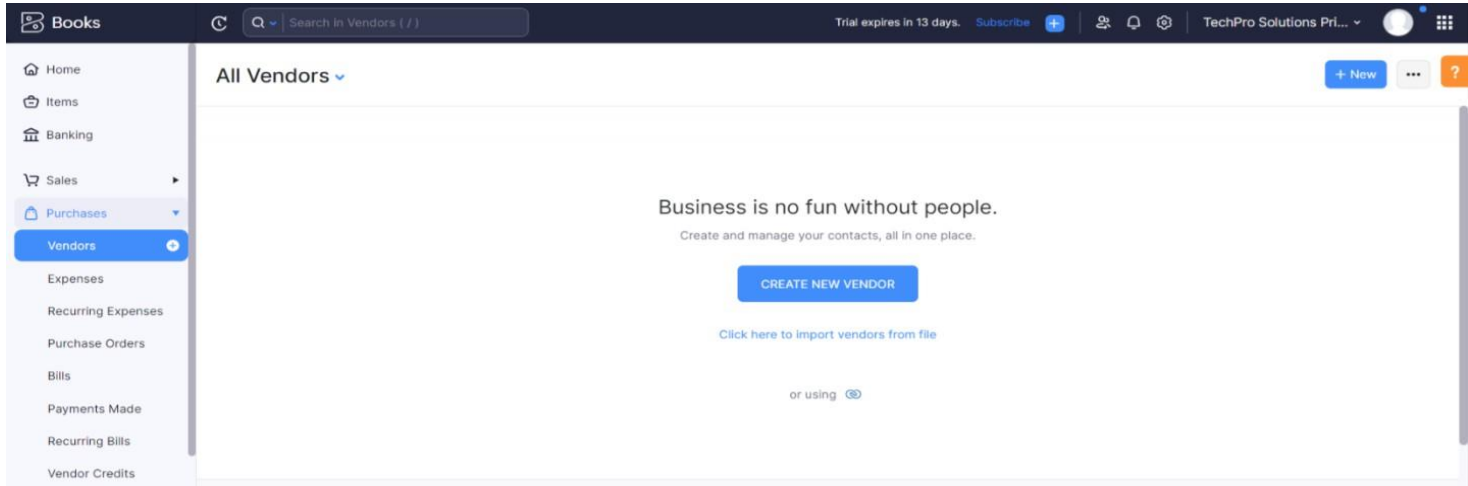 Books
Search in Vendors ( / )
Trial expires in 13 days. Subscribe
TechPro Solutions Pri...
Home
Items
Banking
Sales
Purchases
Vendors
Expenses
Recurring Expenses
Purchase Orders
Bills
Payments Made
Recurring Bills
Vendor Credits
All Vendors
+ New
...
?
Business is no fun without people.
Create and manage your contacts, all in one place.
CREATE NEW VENDOR
Click here to import vendors from file
or using